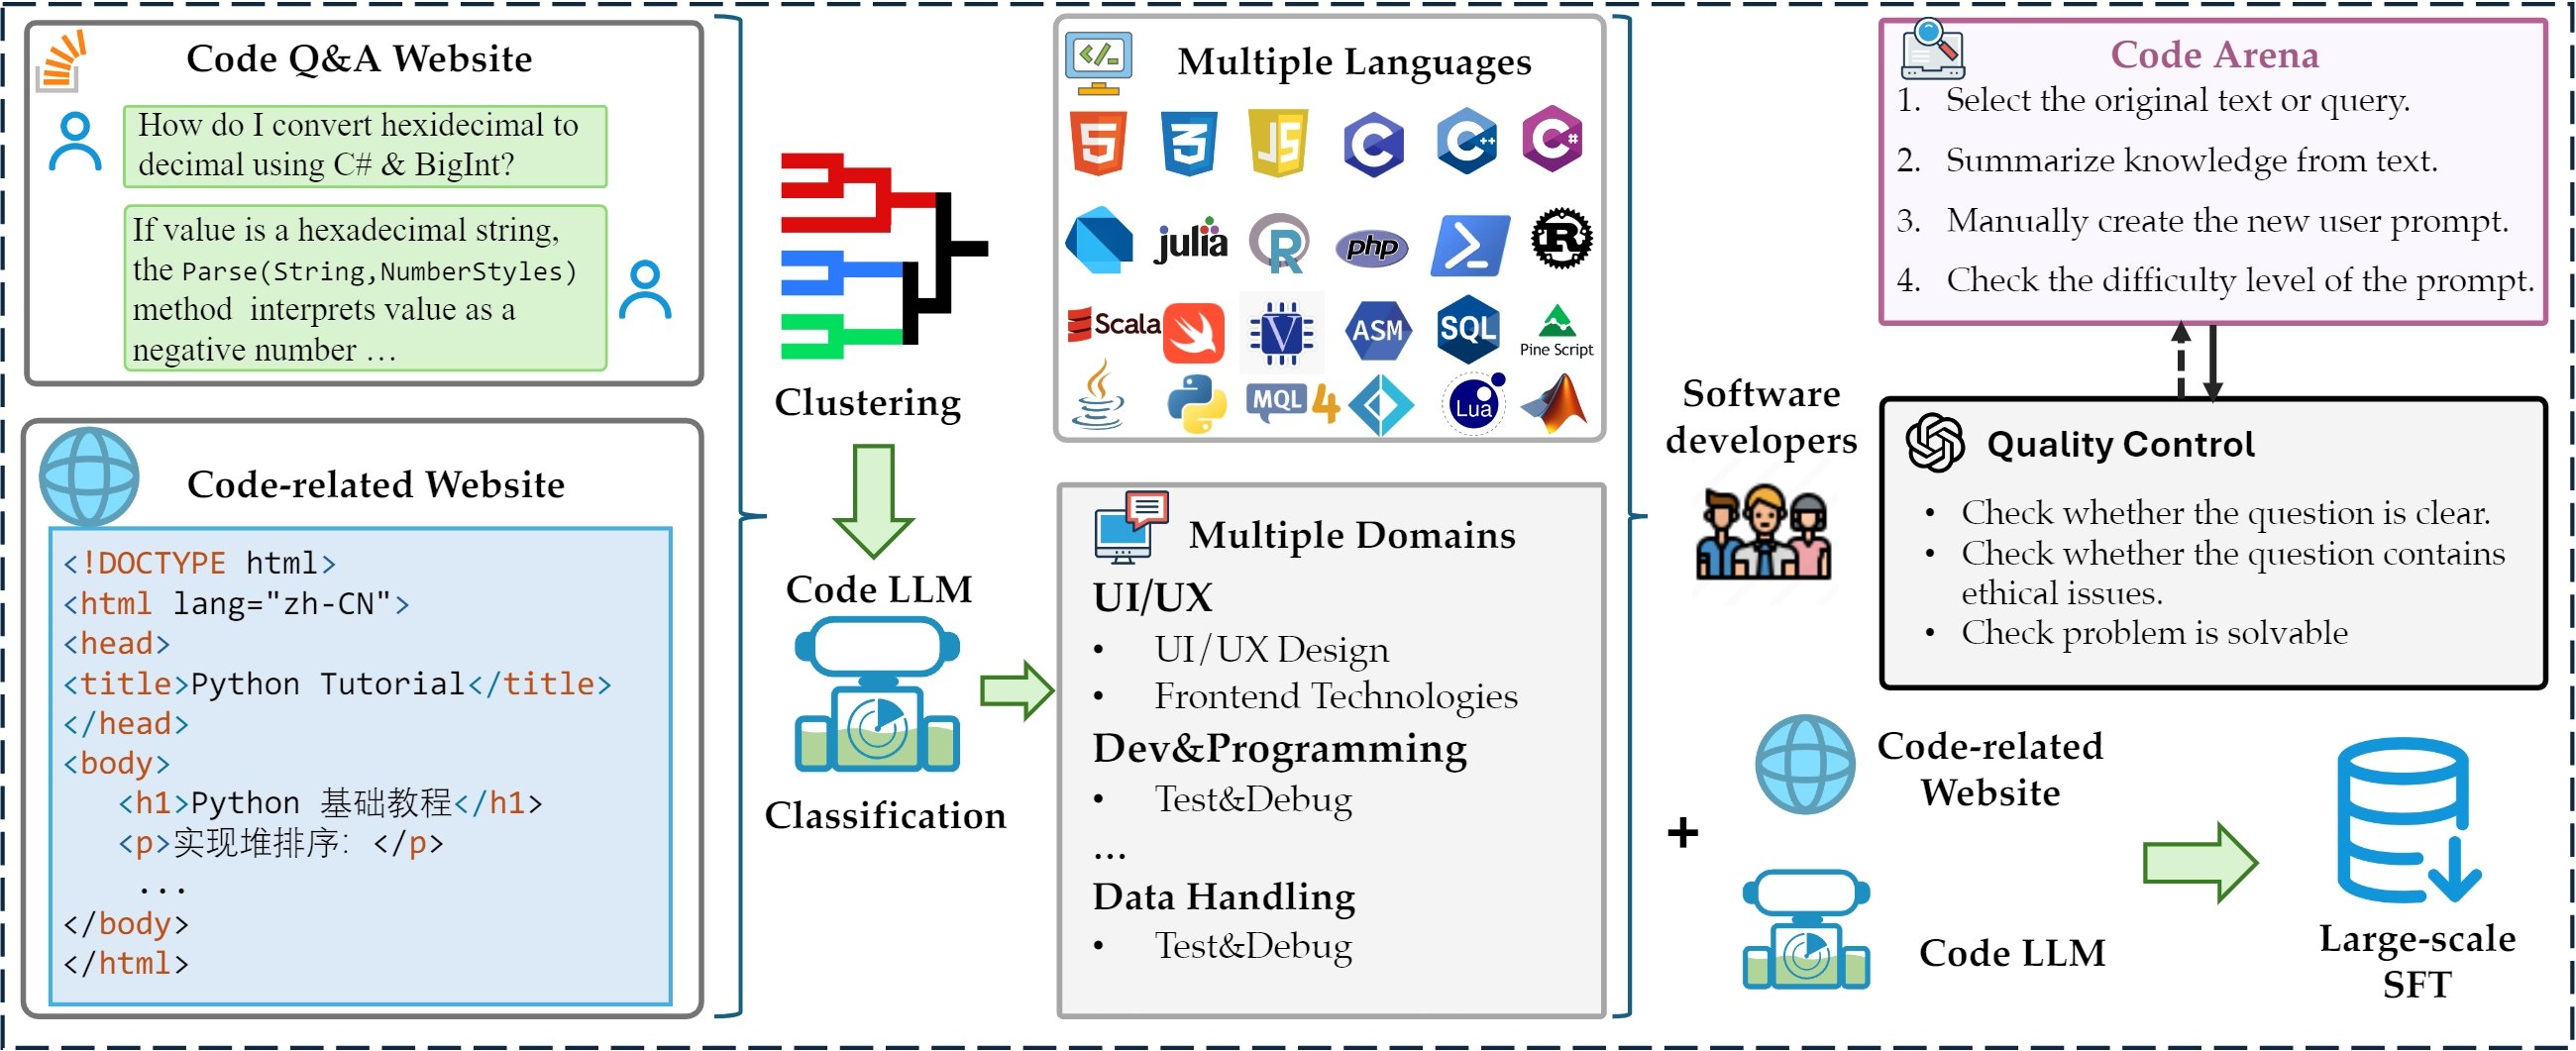 Code Q&A Website
How do I convert hexidecimal to
decimal using C# & BigInt?
If value is a hexadecimal string,
the Parse(String,NumberStyles)
method interprets value as a
negative number ...
Code-related Website
<!DOCTYPE html>
<html lang="zh-CN">
<head>
<title>Python Tutorial</title>
</head>
<body>
<h1>Python 基础教程</h1>
<p>实现堆排序: </p>
...
</body>
</html>
Clustering
Code LLM
Classification
Multiple Languages
5 3 JS C C++ C#
julia R php R
Scala V ASM SQL Pine Script
MQL 4 Lua
Multiple Domains
UI/UX
• UI/UX Design
• Frontend Technologies
Dev&Programming
• Test&Debug
...
Data Handling
• Test&Debug
Software
developers
Code Arena
1. Select the original text or query.
2. Summarize knowledge from text.
3. Manually create the new user prompt.
4. Check the difficulty level of the prompt.
Quality Control
• Check whether the question is clear.
• Check whether the question contains
ethical issues.
• Check problem is solvable
+
Code-related
Website
Code LLM
Large-scale
SFT